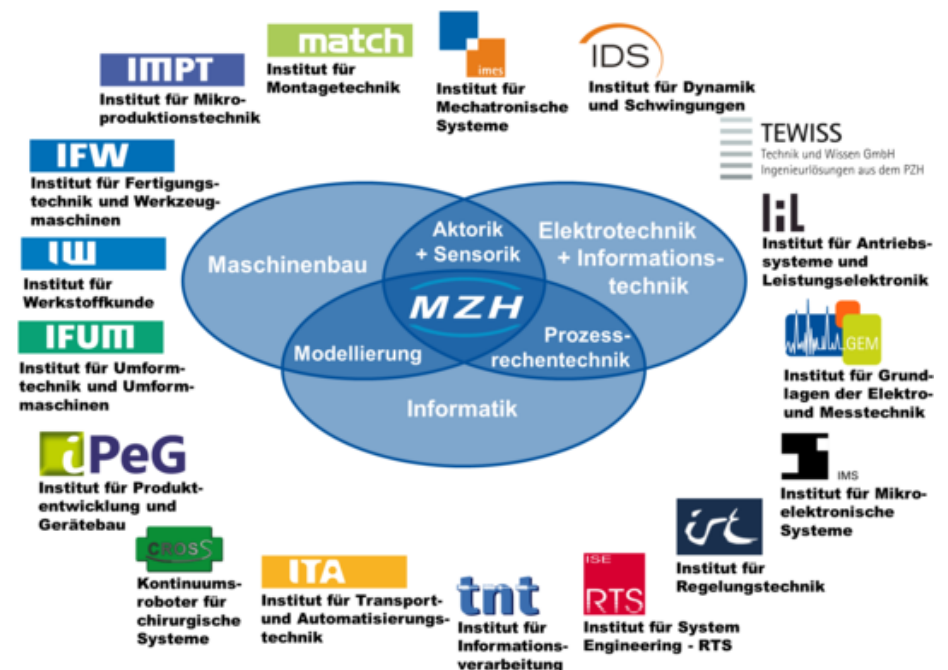 match
Institut für
Montagetechnik
imes
Institut für
Mechatronische
Systeme
IDS
Institut für Dynamik
und Schwingungen
IMPT
Institut für Mikro-
produktionstechnik
TEWISS
Technik und Wissen GmbH
Ingenieurlösungen aus dem PZH
IFW
Institut für Fertigungs-
technik und Werkzeug-
maschinen
Institut für Antriebs-
systeme und
Leistungselektronik
IW
Institut für
Werkstoffkunde
Maschinenbau
Aktorik
+ Sensorik
Elektrotechnik
+ Informations-
technik
MZH
Modellierung
Prozess-
rechentechnik
Informatik
IFUM
Institut für Umform-
technik und Umform-
maschinen
GEM
Institut für Grund-
lagen der Elektro-
und Messtechnik
iPeG
Institut für Produkt-
entwicklung und
Gerätebau
IMS
Institut für Mikro-
elektronische
Systeme
CROSS
Kontinuums-
roboter für
chirurgische
Systeme
ITA
Institut für Transport-
und Automatisierungs-
technik
tnt
Institut für
Informations-
verarbeitung
ISE
RTS
Institut für System
Engineering - RTS
irt
Institut für
Regelungstechnik